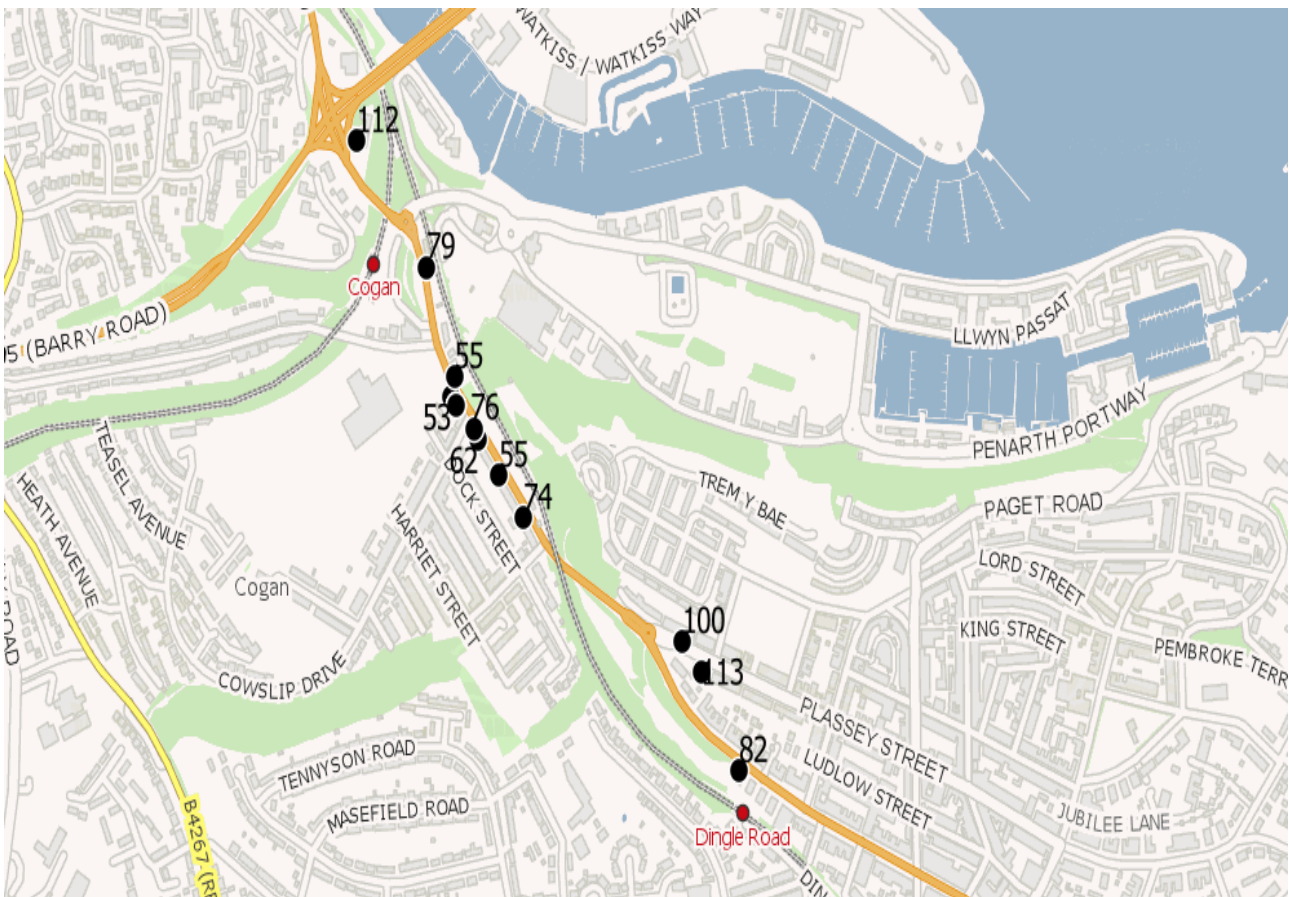 WATKISS / WATKISS WAY
112
79
Cogan
(BARRY ROAD)
LLWYN PASSAT
55
53
76
62
55
PENARTH PORTWAY
TEASEL AVENUE
HEATH AVENUE
TREM Y BAE
74
PAGET ROAD
HARRIET STREET
STREET
LORD STREET
Cogan
ROAD
100
KING STREET
PEMBROKE TERR
113
COWSLIP DRIVE
PLASSEY STREET
TENNYSON ROAD
82
LUDLOW STREET
MASEFIELD ROAD
B4267
JUBILEE LANE
Dingle Road